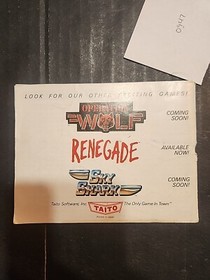 0947
LOOK FOR OUR OTHER EXCITING GAMES!
OPERATION
WOLF
COMING
SOON!
RENEGADE
AVAILABLE
NOW!
SKY
SHARK
COMING
SOON!
Taito Software, Inc. TAITO "The Only Game In Town."